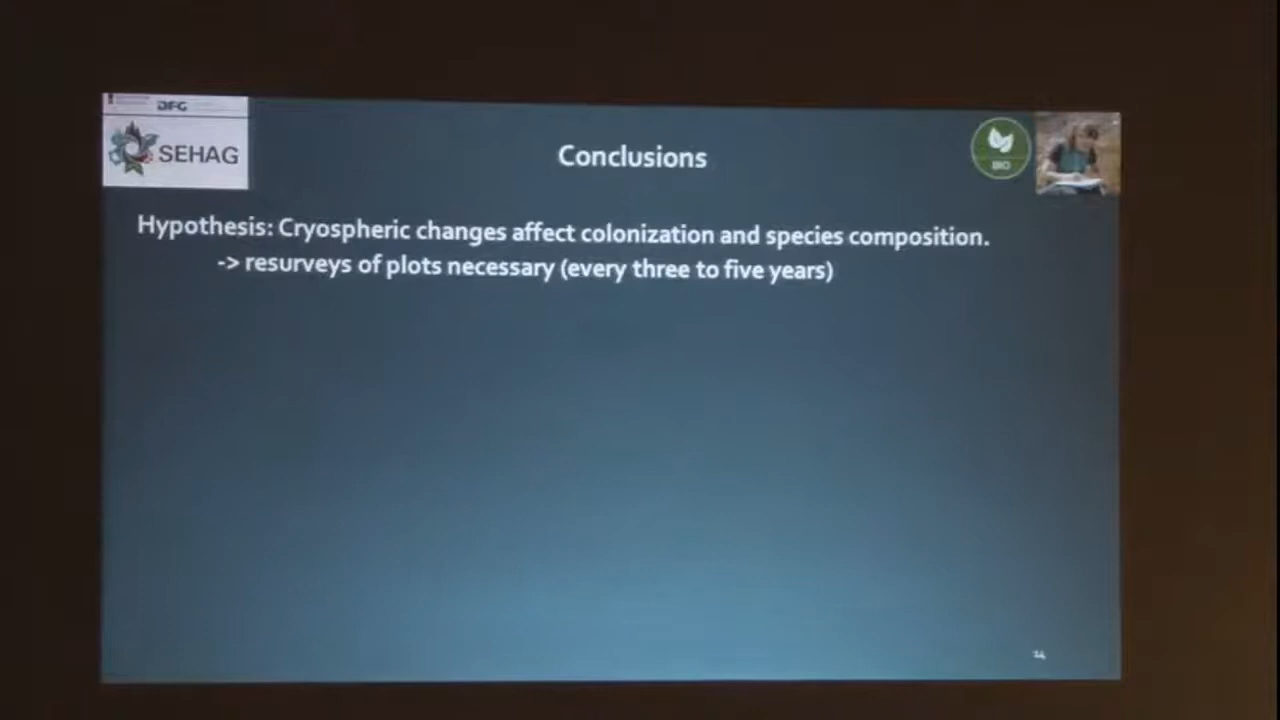 DFG
SEHAG
Conclusions
BIO
Hypothesis: Cryospheric changes affect colonization and species composition.
-> resurveys of plots necessary (every three to five years)
14